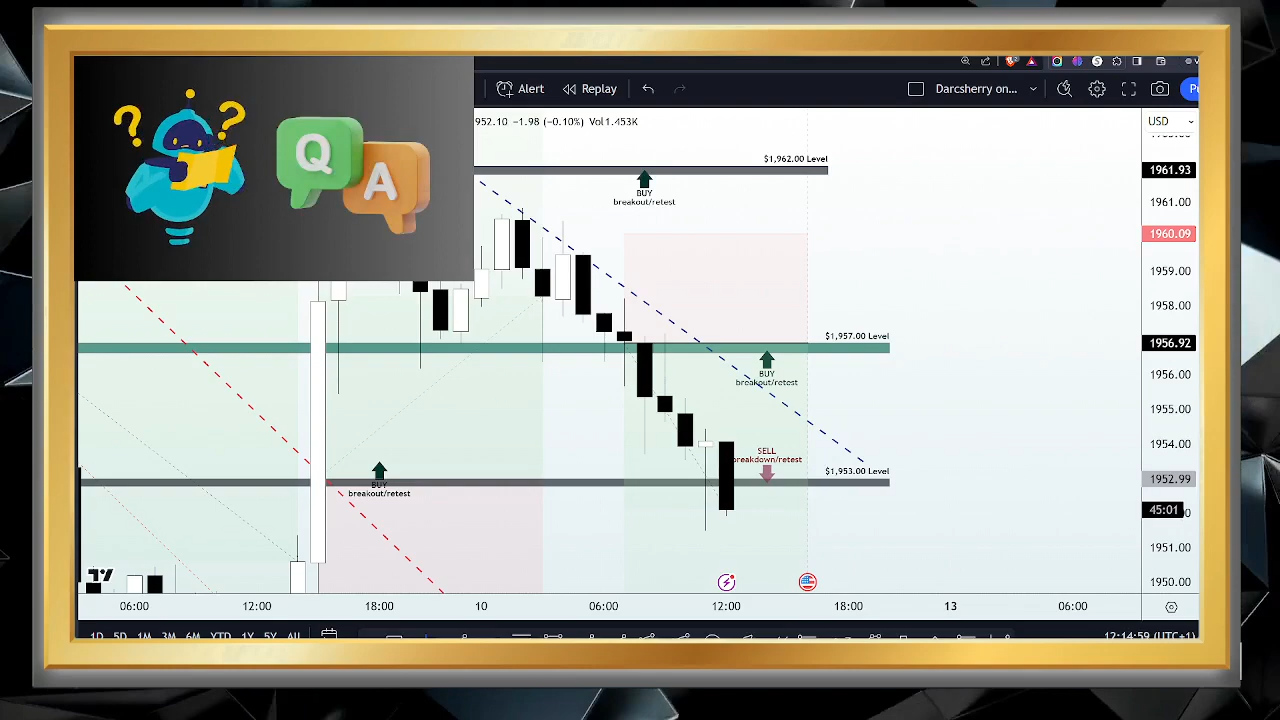 Alert
Replay
Darcsherry on...
952.10 −1.98 (−0.10%) Vol1.453K
USD
Q
A
? ?
$1,962.00 Level
1961.93
BUY
breakout/retest
1961.00
1960.09
1959.00
1958.00
$1,957.00 Level
1956.92
BUY
breakout/retest
1956.00
1955.00
1954.00
SELL
breakdown/retest
$1,953.00 Level
1952.99
BUY
breakout/retest
45:01
1951.00
1950.00
06:00 12:00 18:00 10 06:00 12:00 18:00 13 06:00
1D 5D 1M 3M 6M YTD 1Y 5Y All
12:14:59 (UTC+1)